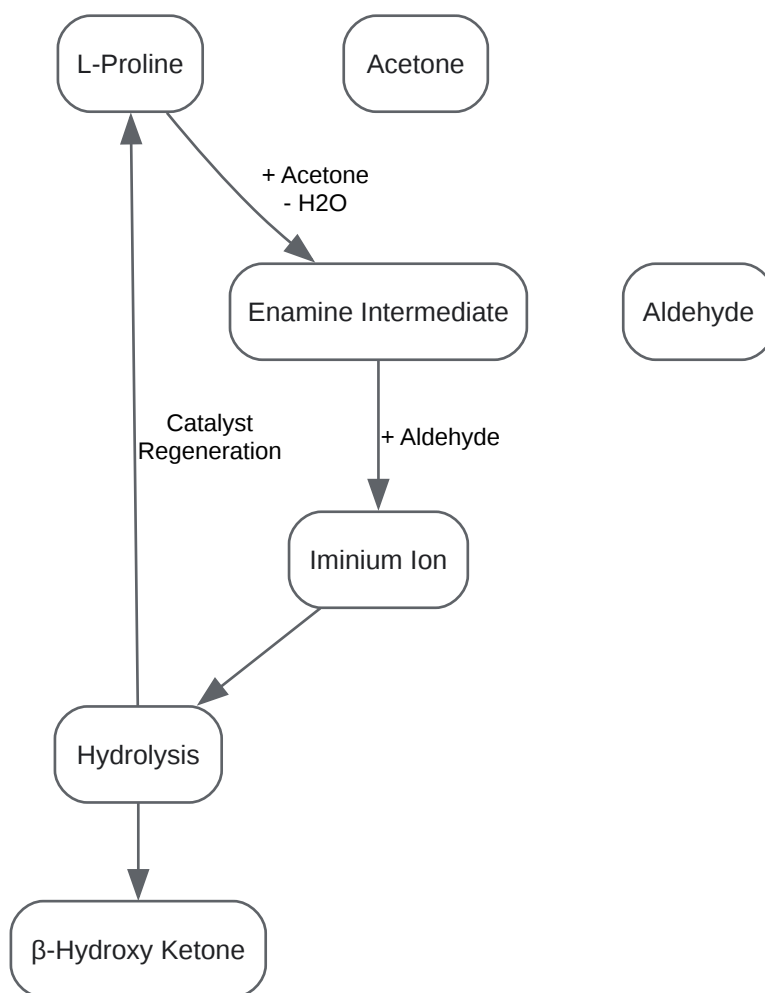 L-Proline
Acetone
+ Acetone
- H2O
Enamine Intermediate
Aldehyde
Catalyst
Regeneration
+ Aldehyde
Iminium Ion
Hydrolysis
β-Hydroxy Ketone